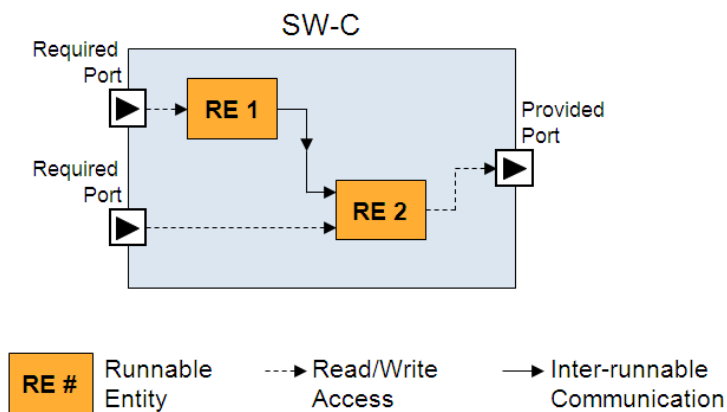 SW-C
Required
Port
RE 1
Provided
Port
Required
Port
RE 2
RE #
Runnable
Entity
Read/Write
Access
Inter-runnable
Communication